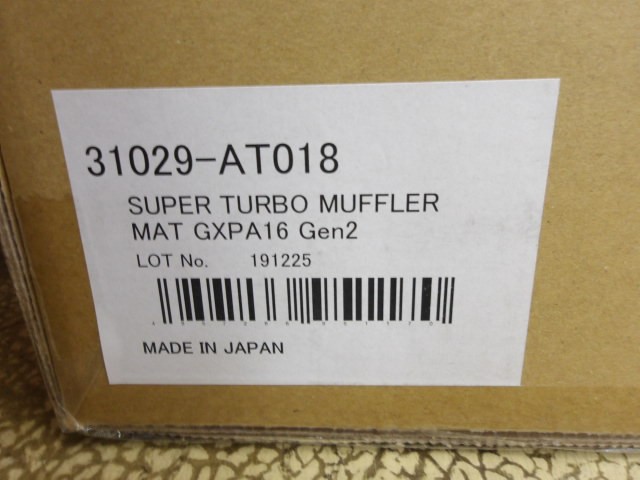 31029-AT018
SUPER TURBO MUFFLER
MAT GXPA16 Gen2
LOT No. 191225
MADE IN JAPAN